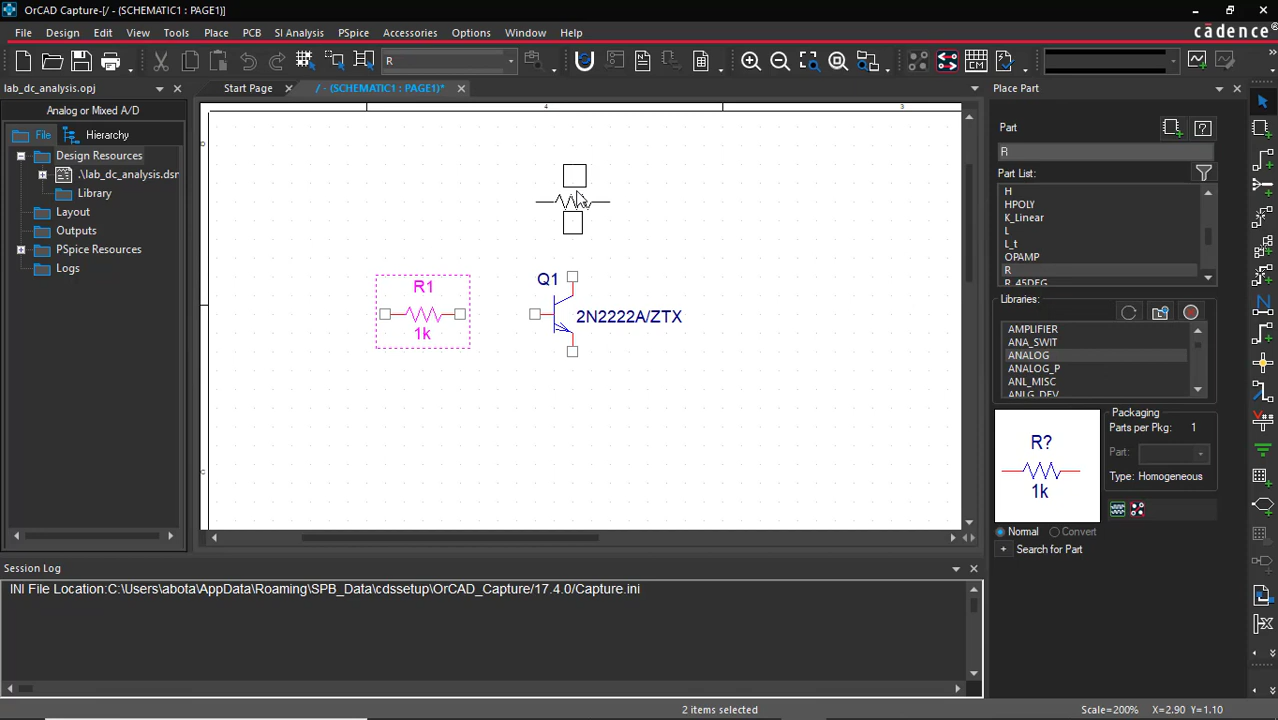 OrCAD Capture-[/ - (SCHEMATIC1 : PAGE1)]
File Design Edit View Tools Place PCB SI Analysis PSpice Accessories Options Window Help
cādence
R
lab_dc_analysis.opj
Start Page
/ - (SCHEMATIC1 : PAGE1)*
Place Part
Analog or Mixed A/D
File
Hierarchy
Design Resources
.\lab_dc_analysis.dsn
Library
Layout
Outputs
PSpice Resources
Logs
4
3
D
C
R1
1k
Q1
2N2222A/ZTX
Part
R
Part List:
H
HPOLY
K_Linear
L
L_t
OPAMP
R
R_45DEG
Libraries:
AMPLIFIER
ANA_SWIT
ANALOG
ANALOG_P
ANL_MISC
ANLG_DEV
R?
1k
Packaging
Parts per Pkg: 1
Part:
Type: Homogeneous
Normal
Convert
Search for Part
Session Log
INI File Location:C:\Users\abota\AppData\Roaming\SPB_Data\cdssetup\OrCAD_Capture/17.4.0/Capture.ini
2 items selected
Scale=200%
X=2.90 Y=1.10